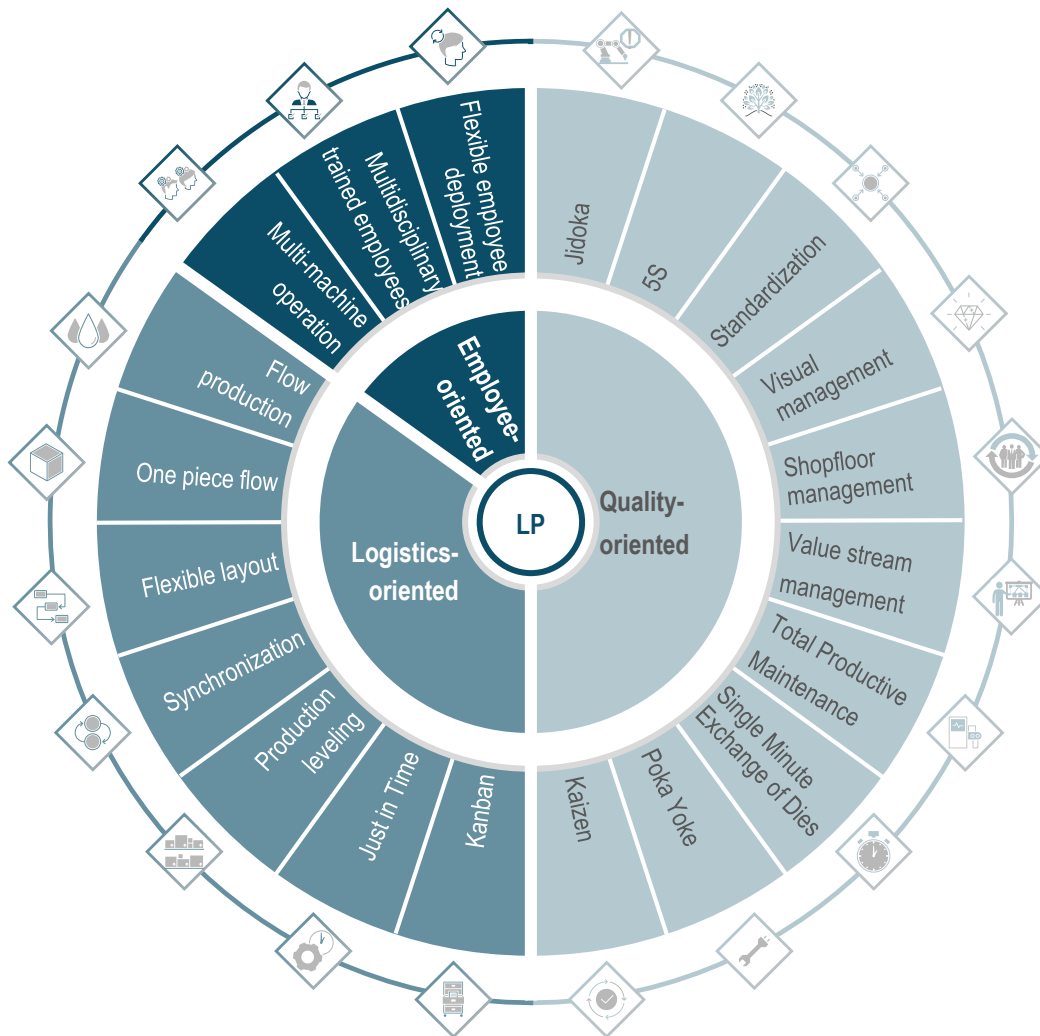 LP
Employee-
oriented
Quality-
oriented
Logistics-
oriented
Jidoka
5S
Standardization
Visual
management
Shopfloor
management
Value stream
management
Total Productive
Maintenance
Single Minute
Exchange of Dies
Poka Yoke
Kaizen
Kanban
Just in Time
Production
leveling
Synchronization
Flexible layout
One piece flow
Flow
production
Multi-machine
operation
Multidisciplinary
trained employees
Flexible employee
deployment